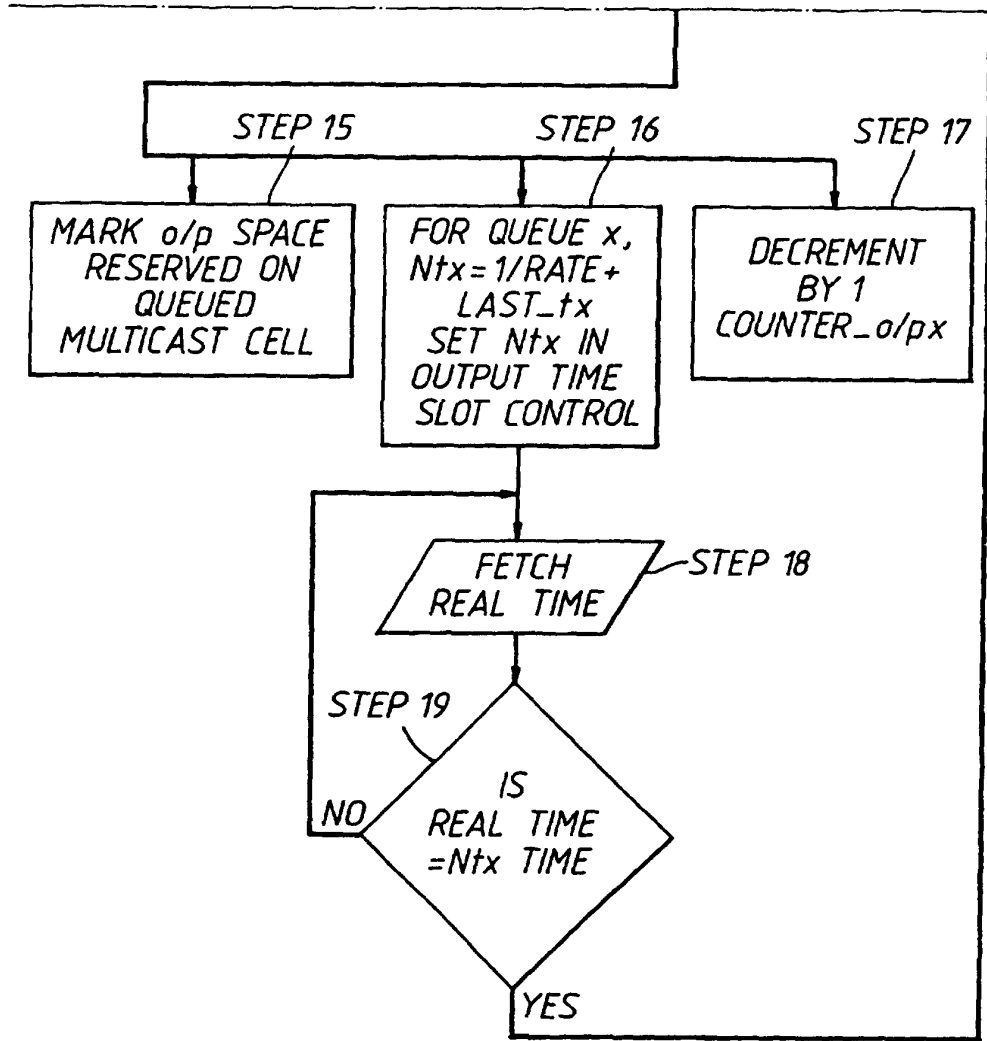 STEP 15
STEP 16
STEP 17
MARK o/p SPACE
RESERVED ON
QUEUED
MULTICAST CELL
FOR QUEUE x,
Ntx=1/RATE+
LAST_tx
SET Ntx IN
OUTPUT TIME
SLOT CONTROL
DECREMENT
BY 1
COUNTER_o/px
FETCH
REAL TIME
STEP 18
STEP 19
IS
REAL TIME
=Ntx TIME
NO
YES